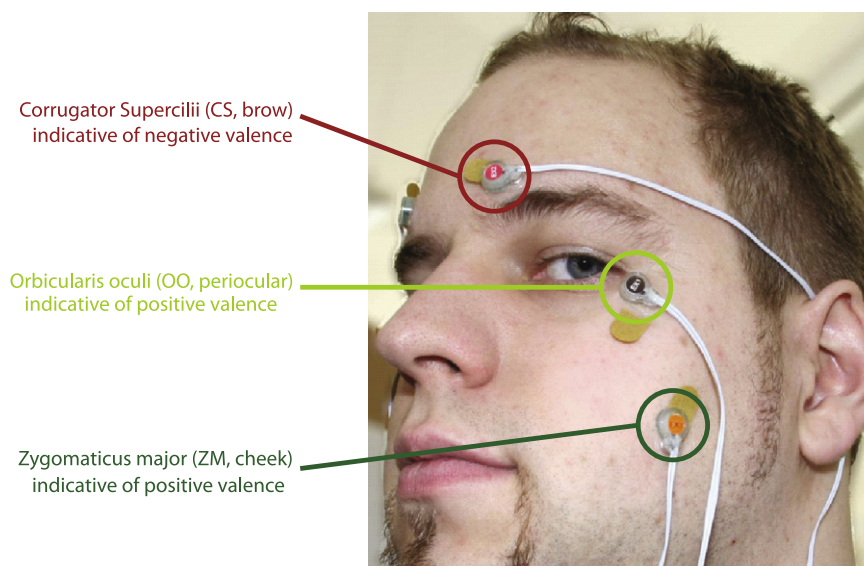 Corrugator Supercilii (CS, brow)
indicative of negative valence
Orbicularis oculi (OO, periocular)
indicative of positive valence
Zygomaticus major (ZM, cheek)
indicative of positive valence